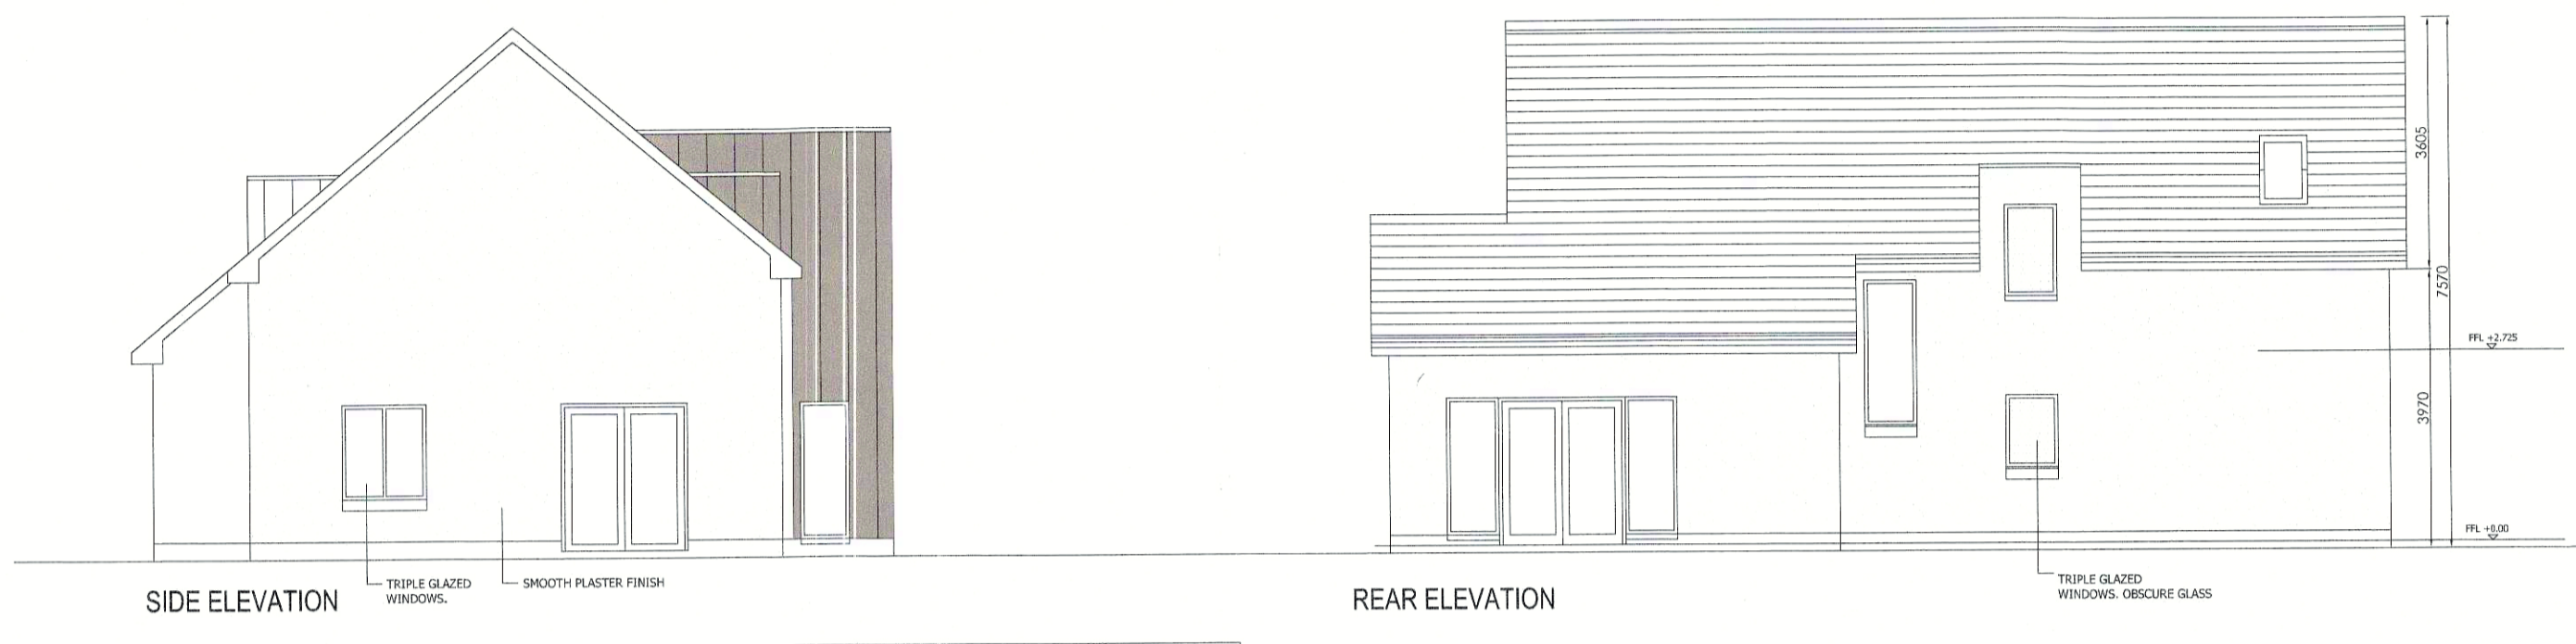 SIDE ELEVATION
TRIPLE GLAZED
WINDOWS.
SMOOTH PLASTER FINISH
REAR ELEVATION
TRIPLE GLAZED
WINDOWS. OBSCURE GLASS
3605
7570
3970
FFL +2.725
FFL +0.00